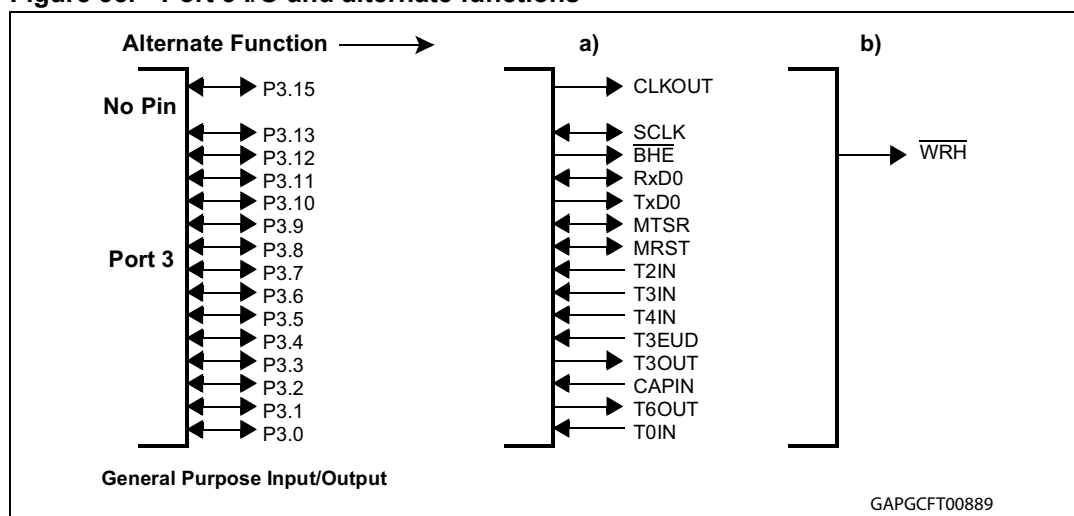 Alternate Function a) b)
P3.15 CLKOUT
No Pin
P3.13 SCLK
P3.12 B̅H̅E̅ W̅R̅H̅
P3.11 RxD0
P3.10 TxD0
P3.9 MTSR
P3.8 MRST
Port 3
P3.7 T2IN
P3.6 T3IN
P3.5 T4IN
P3.4 T3EUD
P3.3 T3OUT
P3.2 CAPIN
P3.1 T6OUT
P3.0 T0IN
General Purpose Input/Output
GAPGCFT00889